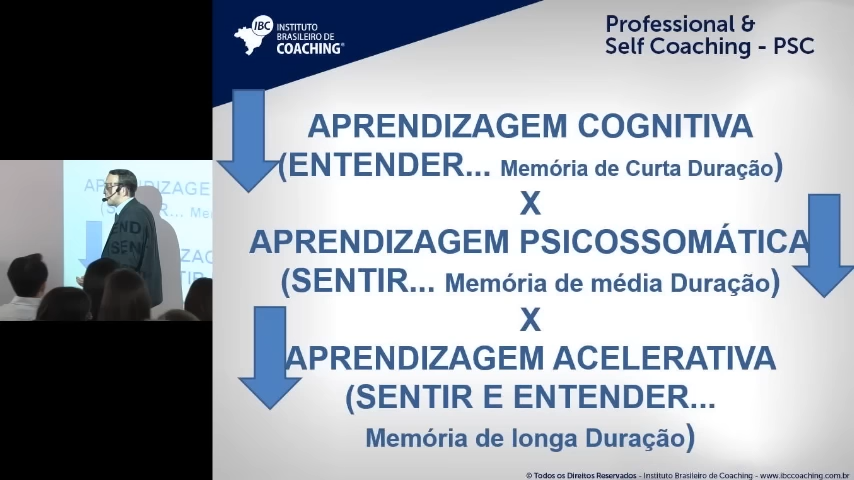 IBC
INSTITUTO
BRASILEIRO DE
COACHING®
Professional &
Self Coaching - PSC
APRENDIZAGEM COGNITIVA
(ENTENDER... Memória de Curta Duração)
X
APRENDIZAGEM PSICOSSOMÁTICA
(SENTIR... Memória de média Duração)
X
APRENDIZAGEM ACELERATIVA
(SENTIR E ENTENDER...
Memória de longa Duração)
© Todos os Direitos Reservados - Instituto Brasileiro de Coaching - www.ibccoaching.com.br